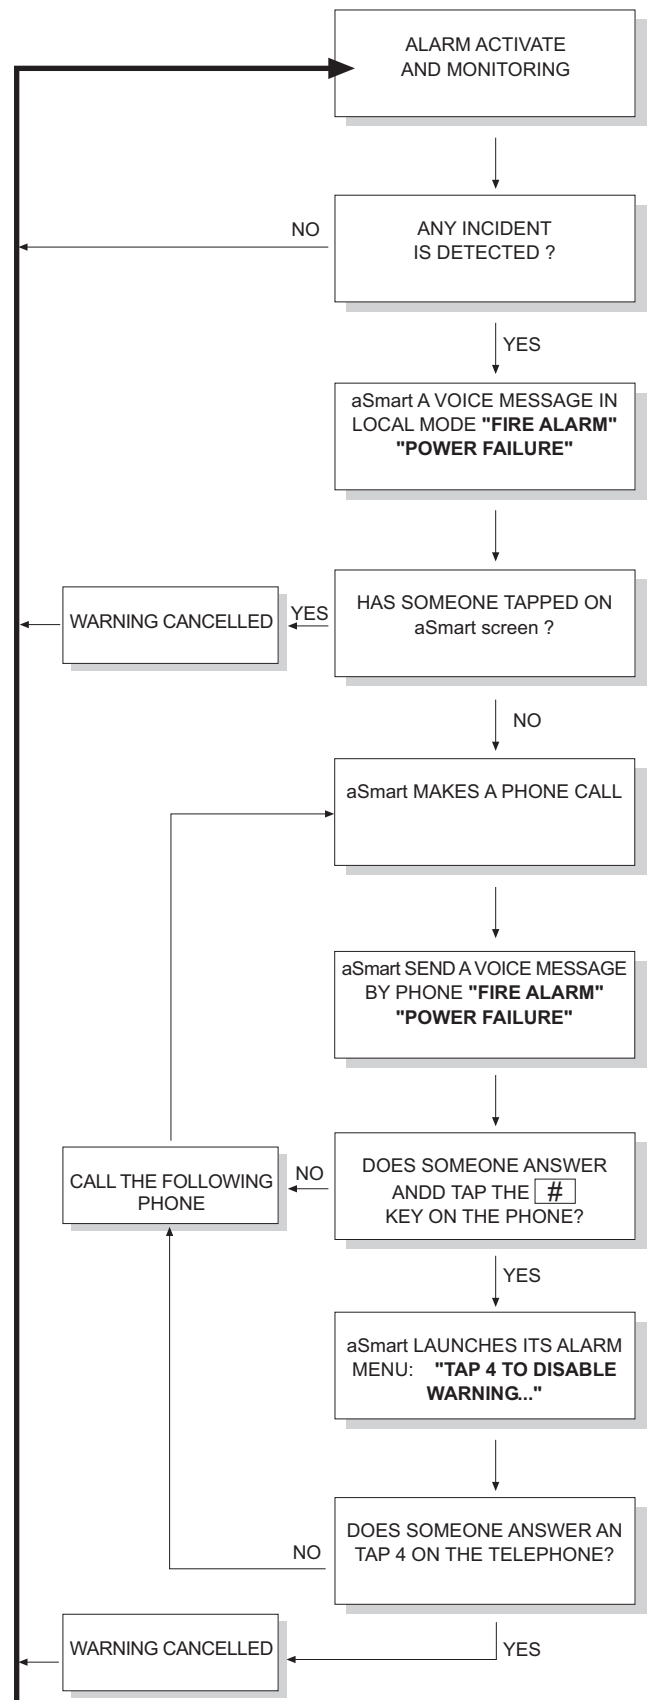 ALARM ACTIVATE
AND MONITORING
NO
ANY INCIDENT
IS DETECTED ?
YES
aSmart A VOICE MESSAGE IN
LOCAL MODE "FIRE ALARM"
"POWER FAILURE"
WARNING CANCELLED
YES
HAS SOMEONE TAPPED ON
aSmart screen ?
NO
aSmart MAKES A PHONE CALL
aSmart SEND A VOICE MESSAGE
BY PHONE "FIRE ALARM"
"POWER FAILURE"
CALL THE FOLLOWING
PHONE
NO
DOES SOMEONE ANSWER
ANDD TAP THE #
KEY ON THE PHONE?
YES
aSmart LAUNCHES ITS ALARM
MENU: "TAP 4 TO DISABLE
WARNING..."
NO
DOES SOMEONE ANSWER AN
TAP 4 ON THE TELEPHONE?
WARNING CANCELLED
YES